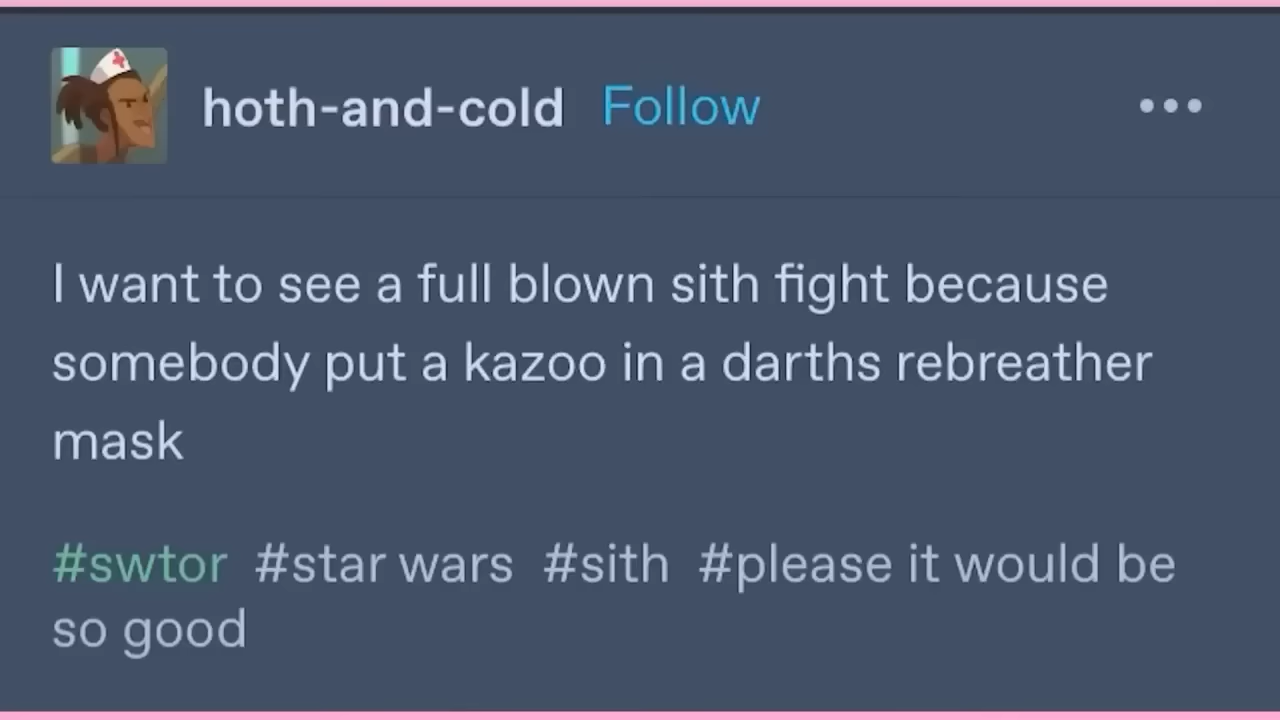 hoth-and-cold Follow
I want to see a full blown sith fight because
somebody put a kazoo in a darths rebreather
mask
#swtor #star wars #sith #please it would be
so good